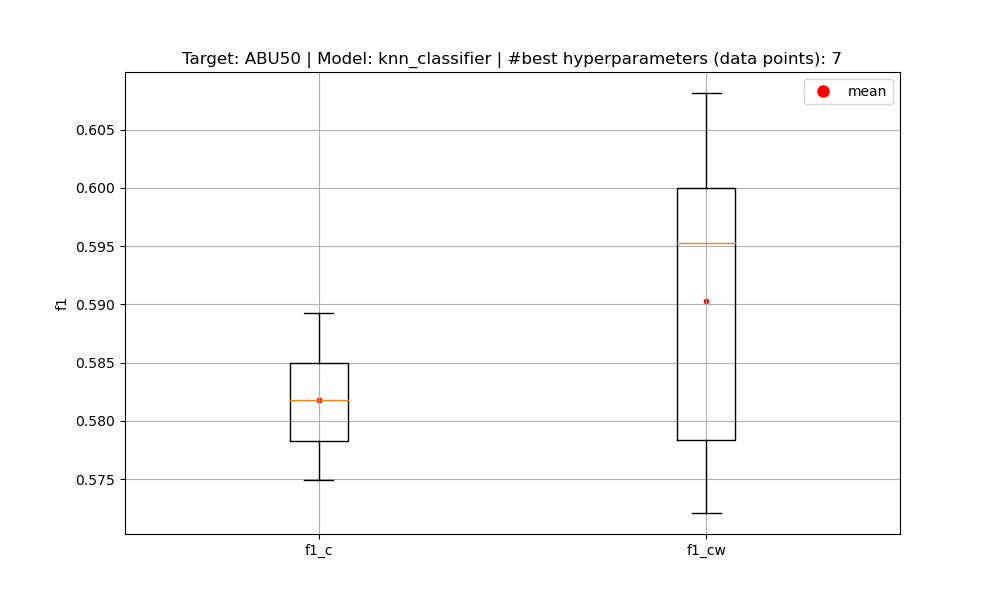 Target: ABU50 | Model: knn_classifier | #best hyperparameters (data points): 7
mean
0.605
0.600
0.595
0.590
0.585
0.580
0.575
f1
f1_c
f1_cw